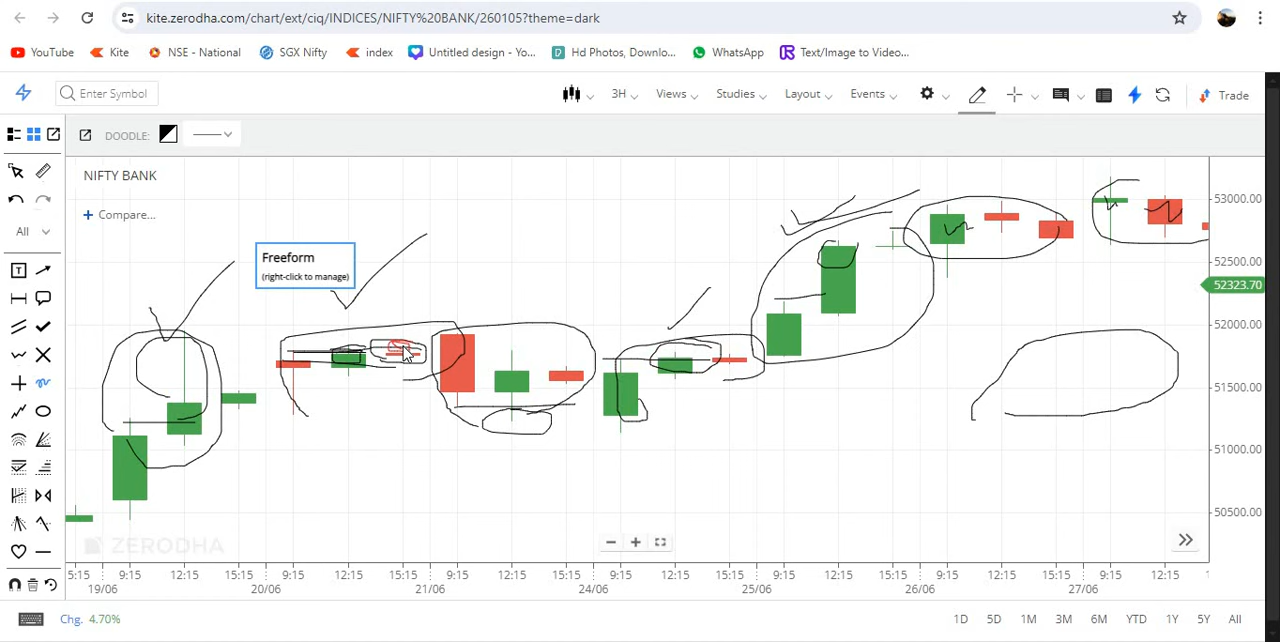 kite.zerodha.com/chart/ext/ciq/INDICES/NIFTY%20BANK/260105?theme=dark
YouTube Kite NSE - National SGX Nifty index Untitled design - Yo... Hd Photos, Downlo... WhatsApp Text/Image to Video...
Enter Symbol 3H Views Studies Layout Events Trade
DOODLE:
NIFTY BANK
+ Compare...
All
Freeform
(right-click to manage)
53000.00
52500.00
52323.70
52000.00
51500.00
51000.00
50500.00
ZERODHA
5:15 9:15 12:15 15:15 9:15 12:15 15:15 9:15 12:15 15:15 9:15 12:15 15:15 9:15 12:15 15:15 9:15 12:15 15:15 9:15 12:15
19/06 20/06 21/06 24/06 25/06 26/06 27/06
Chg. 4.70% 1D 5D 1M 3M 6M YTD 1Y 5Y All